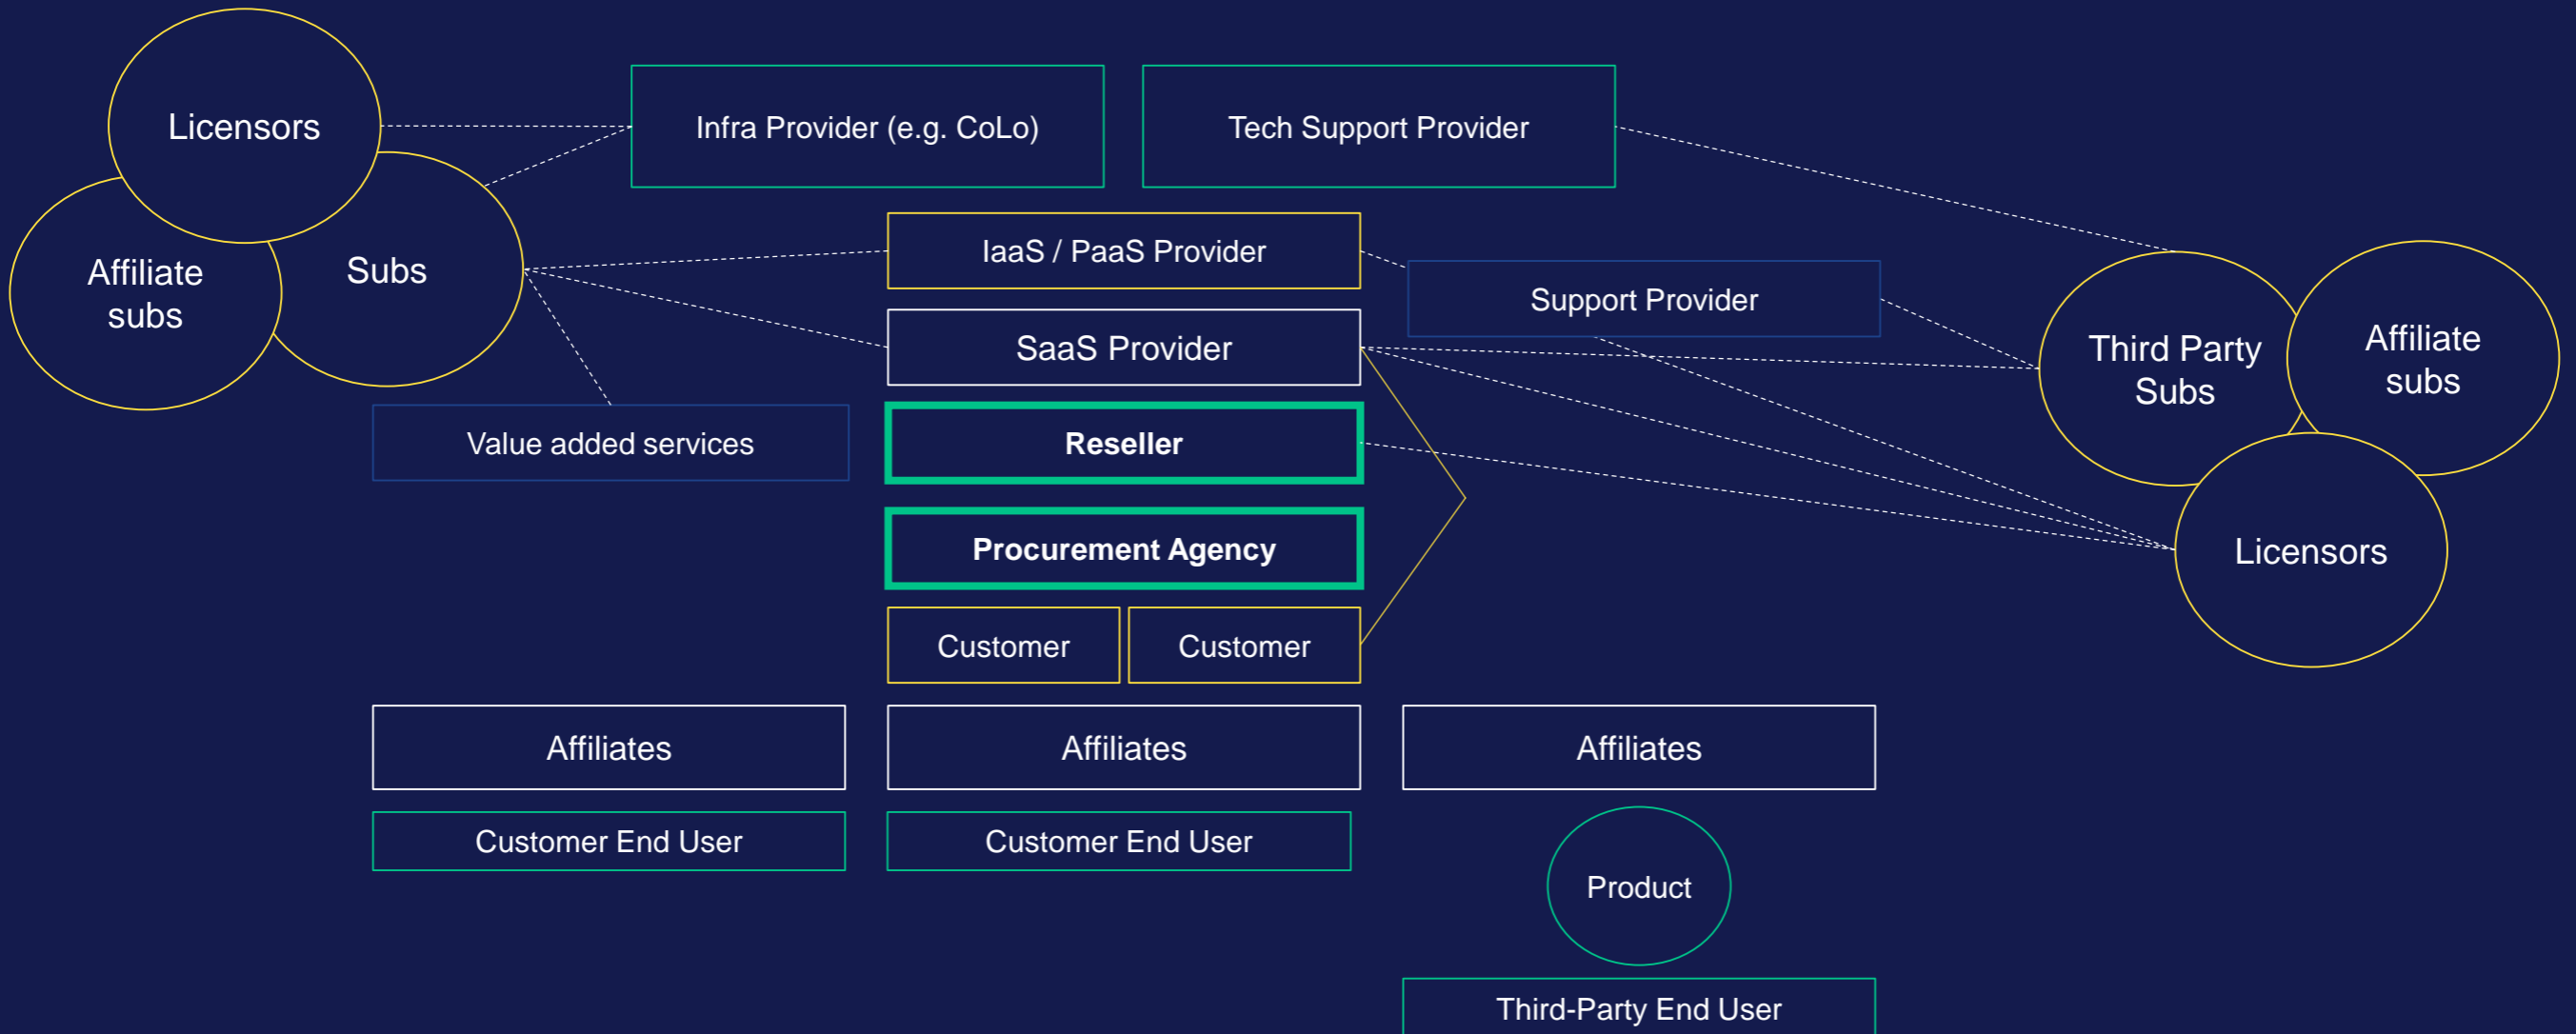 Licensors
Infra Provider (e.g. CoLo)
Tech Support Provider
Affiliate
subs
Subs
IaaS / PaaS Provider
Support Provider
SaaS Provider
Third Party
Subs
Affiliate
subs
Value added services
Reseller
Procurement Agency
Licensors
Customer
Customer
Affiliates
Affiliates
Affiliates
Customer End User
Customer End User
Product
Third-Party End User